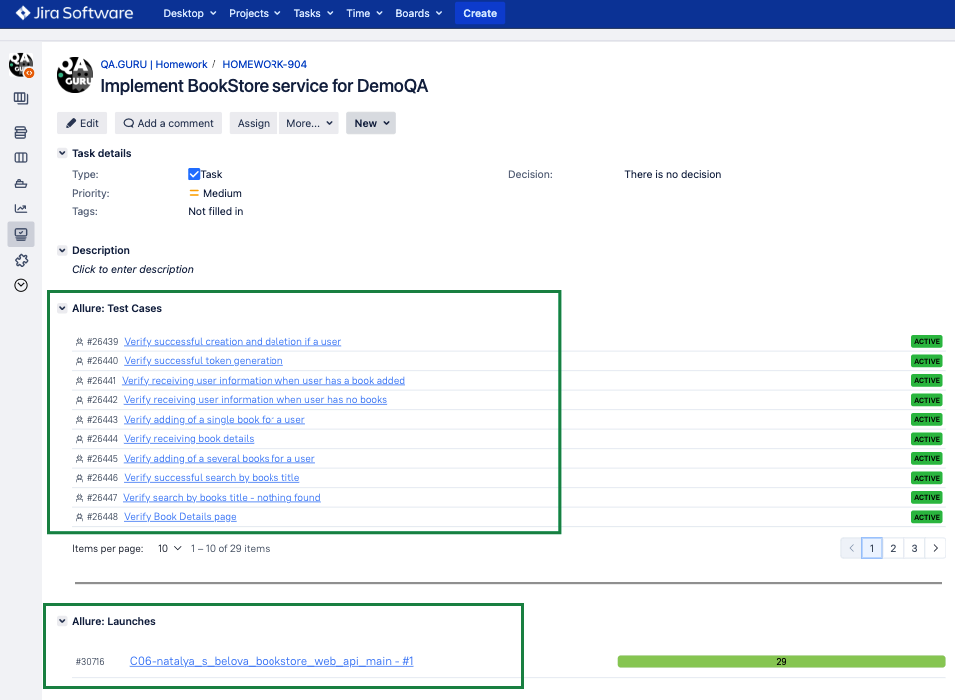 Jira Software Desktop Projects Tasks Time Boards Create
QA GURU
QA.GURU | Homework / HOMEWORK-904
Implement BookStore service for DemoQA
Edit Add a comment Assign More... New
Task details
Type: Task Decision: There is no decision
Priority: Medium
Tags: Not filled in
Description
Click to enter description
Allure: Test Cases
#26439 Verify successful creation and deletion if a user ACTIVE
#26440 Verify successful token generation ACTIVE
#26441 Verify receiving user information when user has a book added ACTIVE
#26442 Verify receiving user information when user has no books ACTIVE
#26443 Verify adding of a single book for a user ACTIVE
#26444 Verify receiving book details ACTIVE
#26445 Verify adding of a several books for a user ACTIVE
#26446 Verify successful search by books title ACTIVE
#26447 Verify search by books title - nothing found ACTIVE
#26448 Verify Book Details page ACTIVE
Items per page: 10 1 – 10 of 29 items 1 2 3
Allure: Launches
#30716 C06-natalya_s_belova_bookstore_web_api_main - #1 29